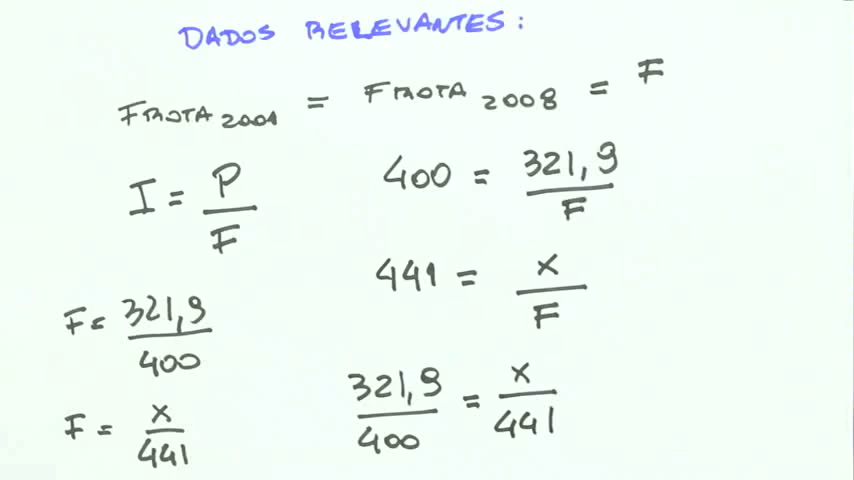 DADOS RELEVANTES:
FROTA 2001 = FROTA 2008 = F
I = P/F
400 = 321,9/F
441 = x/F
F = 321,9/400
F = x/441
321,9/400 = x/441